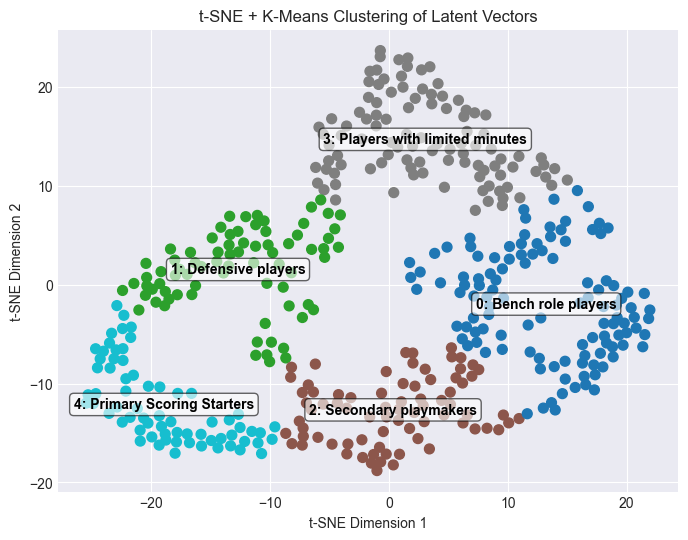 t-SNE + K-Means Clustering of Latent Vectors
20
3: Players with limited minutes
10
t-SNE Dimension 2
1: Defensive players
0
0: Bench role players
−10
4: Primary Scoring Starters
2: Secondary playmakers
−20
−20 −10 0 10 20
t-SNE Dimension 1